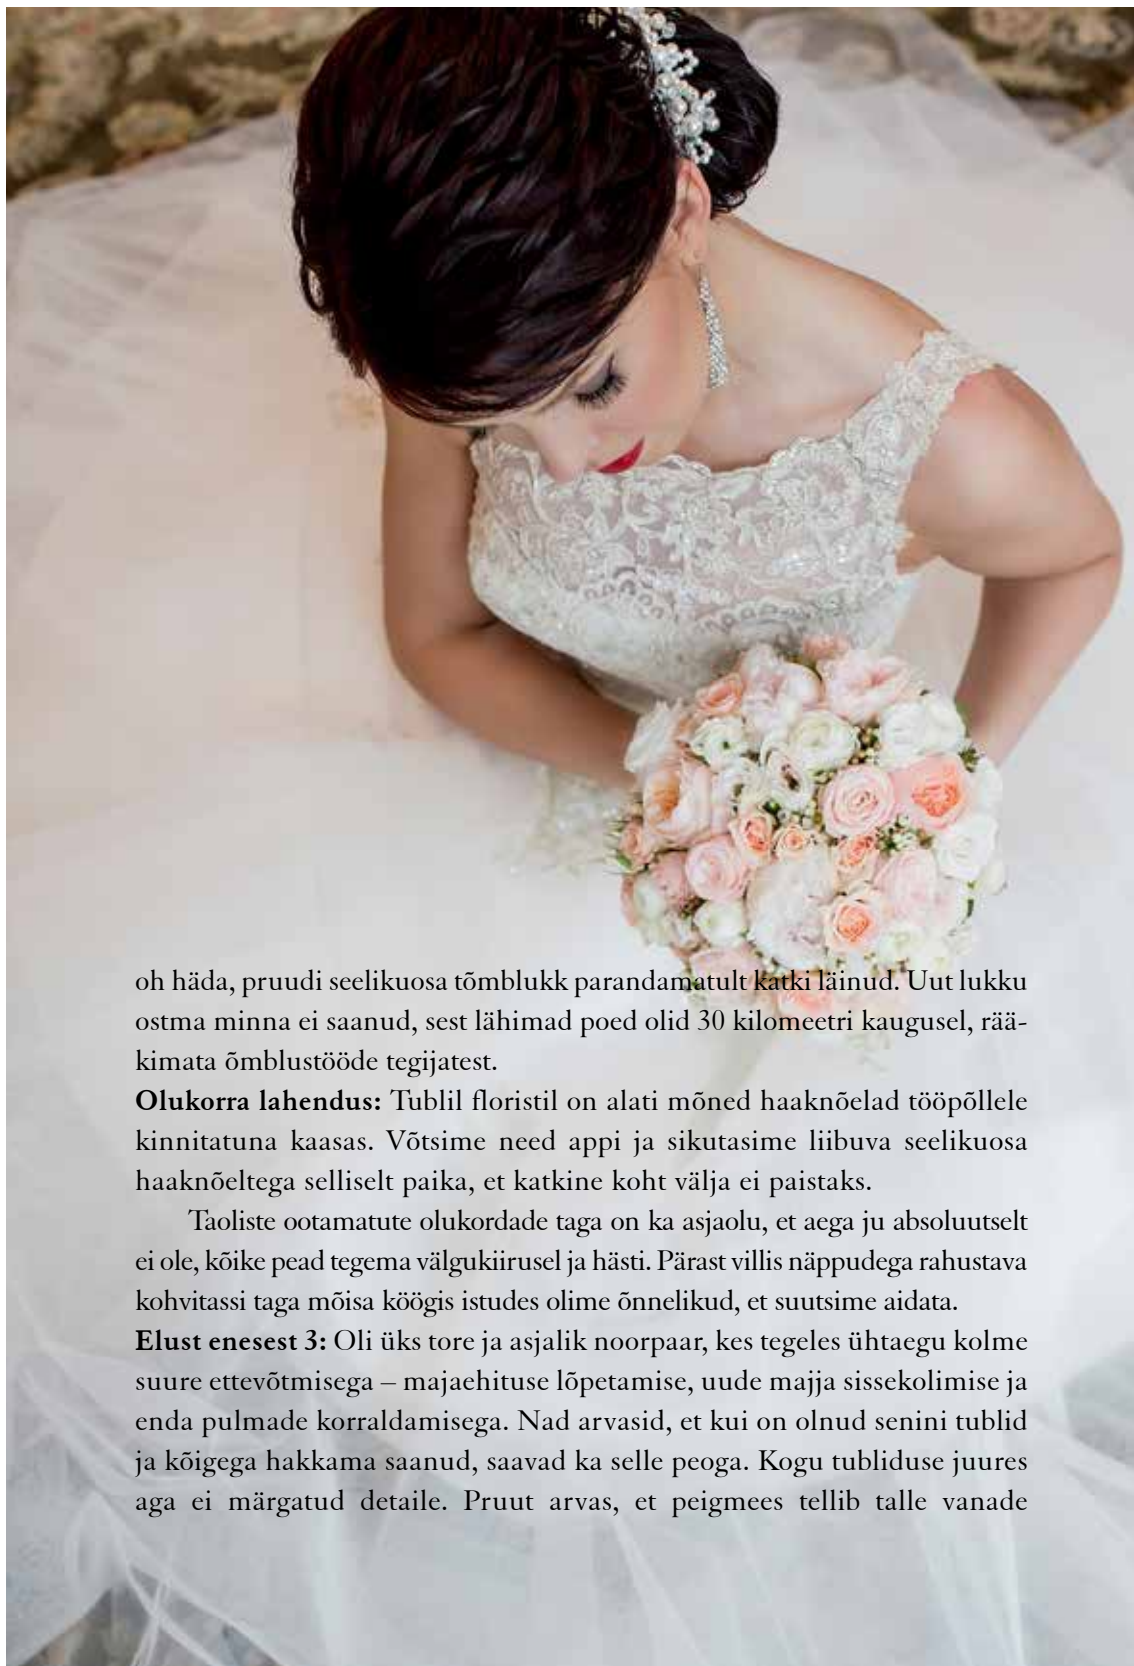 oh häda, pruudi seelikuosa tõmblukk parandamatult katki läinud. Uut lukku
ostma minna ei saanud, sest lähimad poed olid 30 kilomeetri kaugusel, rää-
kimata õmblustööde tegijatest.
Olukorra lahendus: Tublil floristil on alati mõned haaknõelad tööpõllele
kinnitatuna kaasas. Võtsime need appi ja sikutasime liibuva seelikuosa
haaknõeltega selliselt paika, et katkine koht välja ei paistaks.
Taoliste ootamatute olukordade taga on ka asjaolu, et aega ju absoluutselt
ei ole, kõike pead tegema välgukiirusel ja hästi. Pärast villis näppudega rahustava
kohvitassi taga mõisa köögis istudes olime õnnelikud, et suutsime aidata.
Elust enesest 3: Oli üks tore ja asjalik noorpaar, kes tegeles ühtaegu kolme
suure ettevõtmisega – majaehituse lõpetamise, uude majja sissekolimise ja
enda pulmade korraldamisega. Nad arvasid, et kui on olnud senini tublid
ja kõigega hakkama saanud, saavad ka selle peoga. Kogu tubliduse juures
aga ei märgatud detaile. Pruut arvas, et peigmees tellib talle vanade